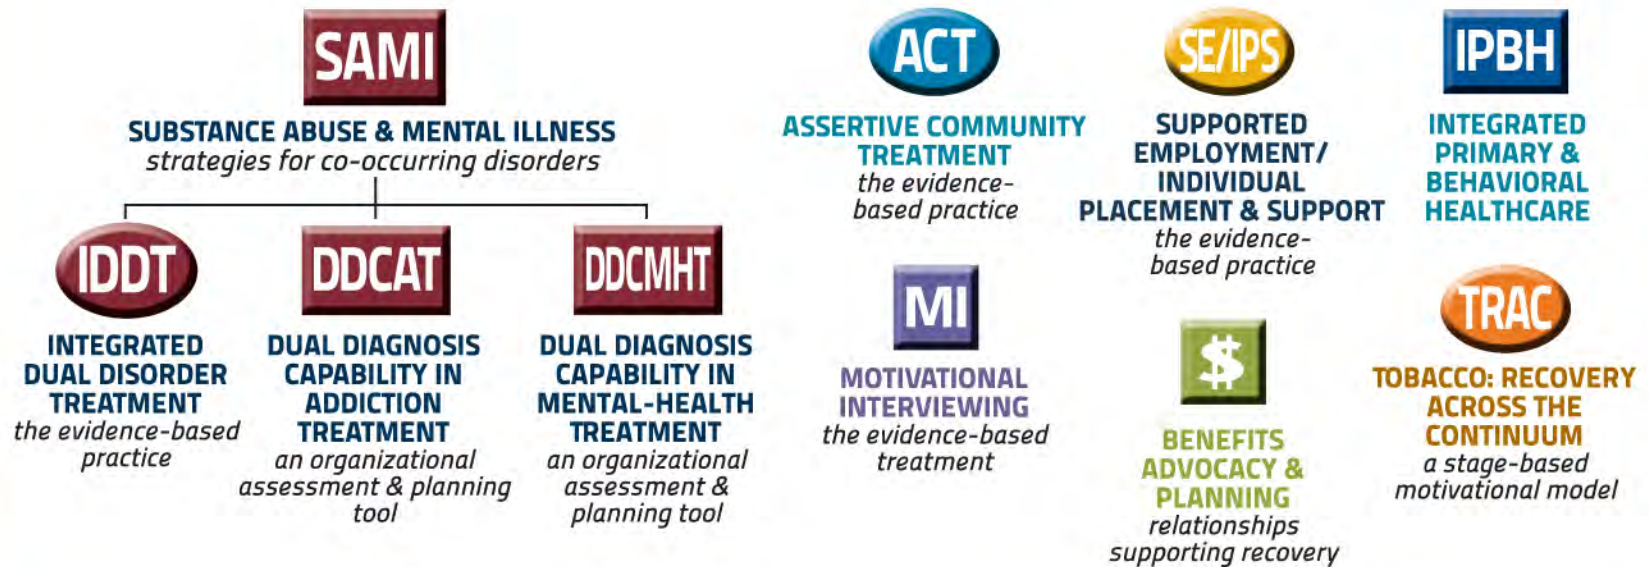 SAMI
SUBSTANCE ABUSE & MENTAL ILLNESS
strategies for co-occurring disorders
IDDT
INTEGRATED
DUAL DISORDER
TREATMENT
the evidence-based
practice
DDCAT
DUAL DIAGNOSIS
CAPABILITY IN
ADDICTION
TREATMENT
an organizational
assessment & planning
tool
DDCMHT
DUAL DIAGNOSIS
CAPABILITY IN
MENTAL-HEALTH
TREATMENT
an organizational
assessment &
planning tool
ACT
ASSERTIVE COMMUNITY
TREATMENT
the evidence-
based practice
SE/IPS
SUPPORTED
EMPLOYMENT/
INDIVIDUAL
PLACEMENT & SUPPORT
the evidence-
based practice
IPBH
INTEGRATED
PRIMARY &
BEHAVIORAL
HEALTHCARE
MI
MOTIVATIONAL
INTERVIEWING
the evidence-based
treatment
$
BENEFITS
ADVOCACY &
PLANNING
relationships
supporting recovery
TRAC
TOBACCO: RECOVERY
ACROSS THE
CONTINUUM
a stage-based
motivational model